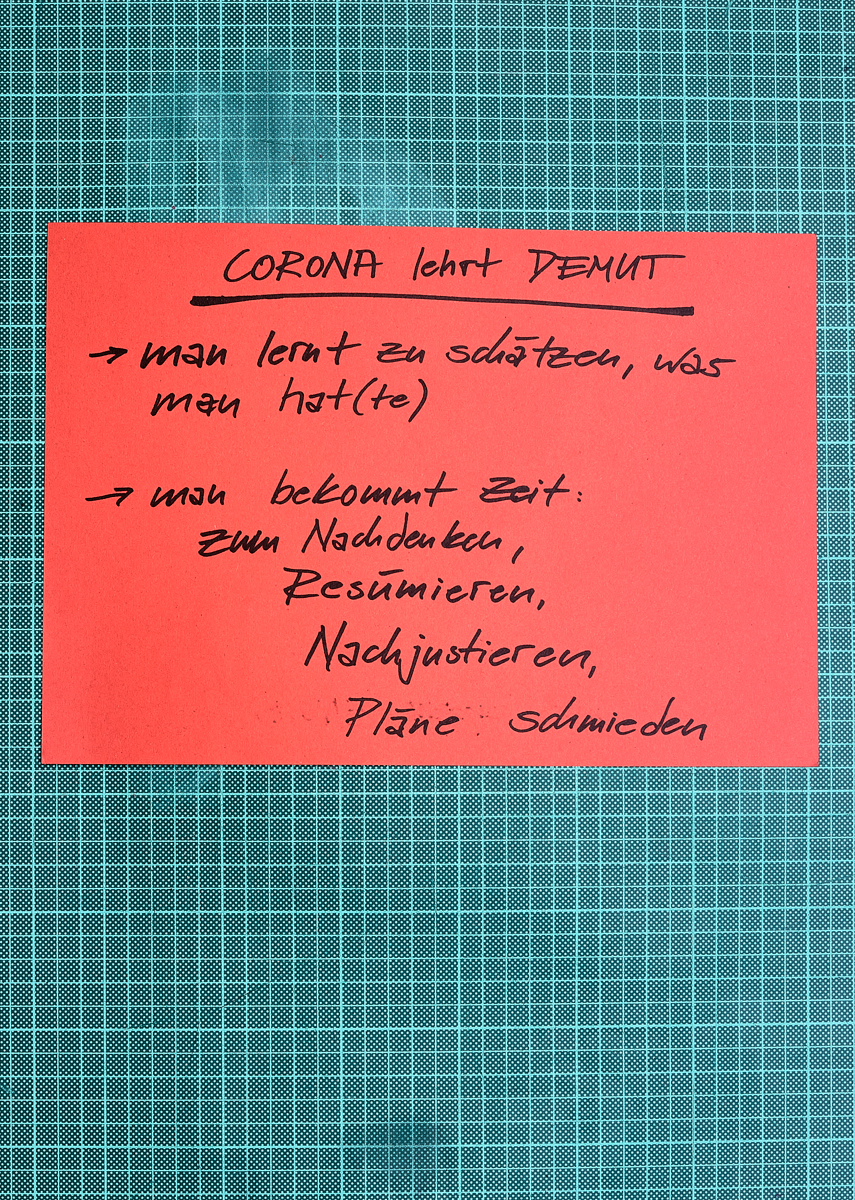 CORONA lehrt DEMUT
→ man lernt zu schätzen, was
man hat(te)
→ man bekommt Zeit:
zum Nachdenken,
Resümieren,
Nachjustieren,
Pläne schmieden